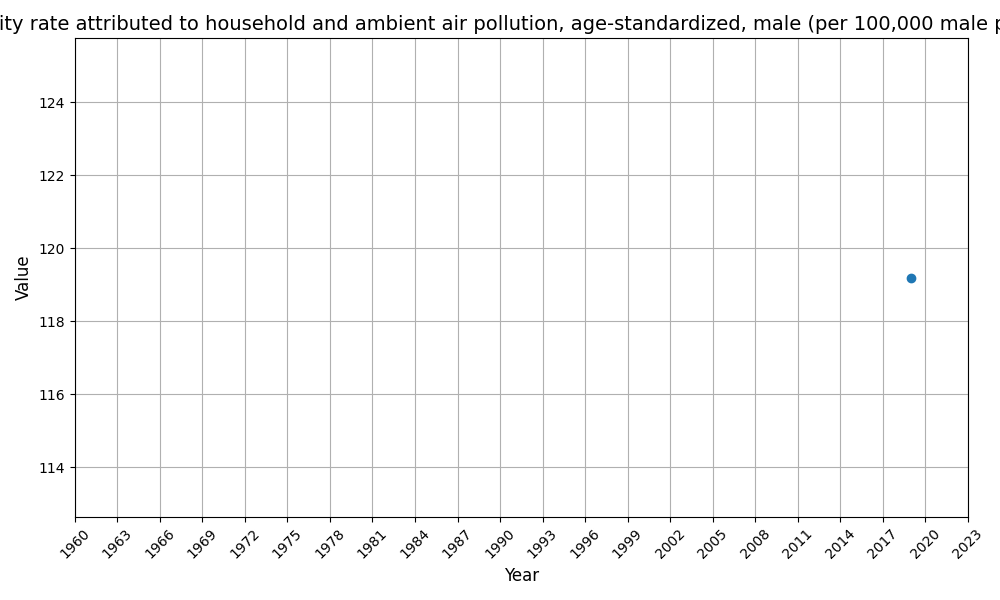 ity rate attributed to household and ambient air pollution, age-standardized, male (per 100,000 male p
Value
124
122
120
118
116
114
1960 1963 1966 1969 1972 1975 1978 1981 1984 1987 1990 1993 1996 1999 2002 2005 2008 2011 2014 2017 2020 2023
Year